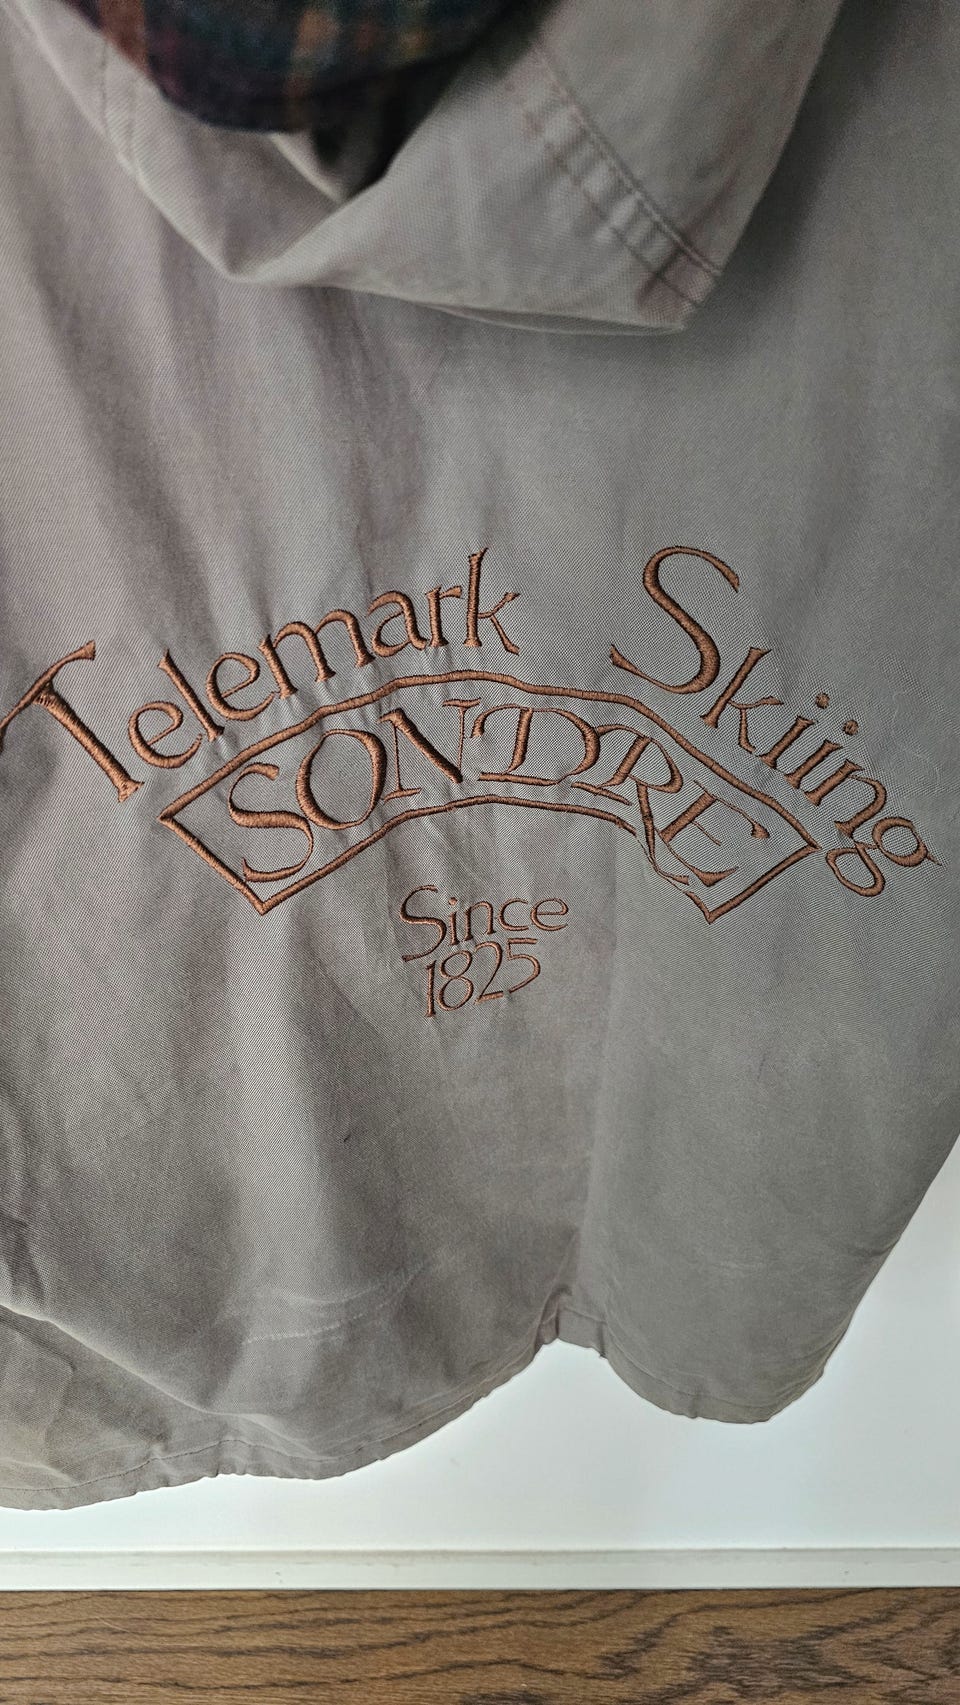 Telemark Skiing
SONDRE
Since
1825